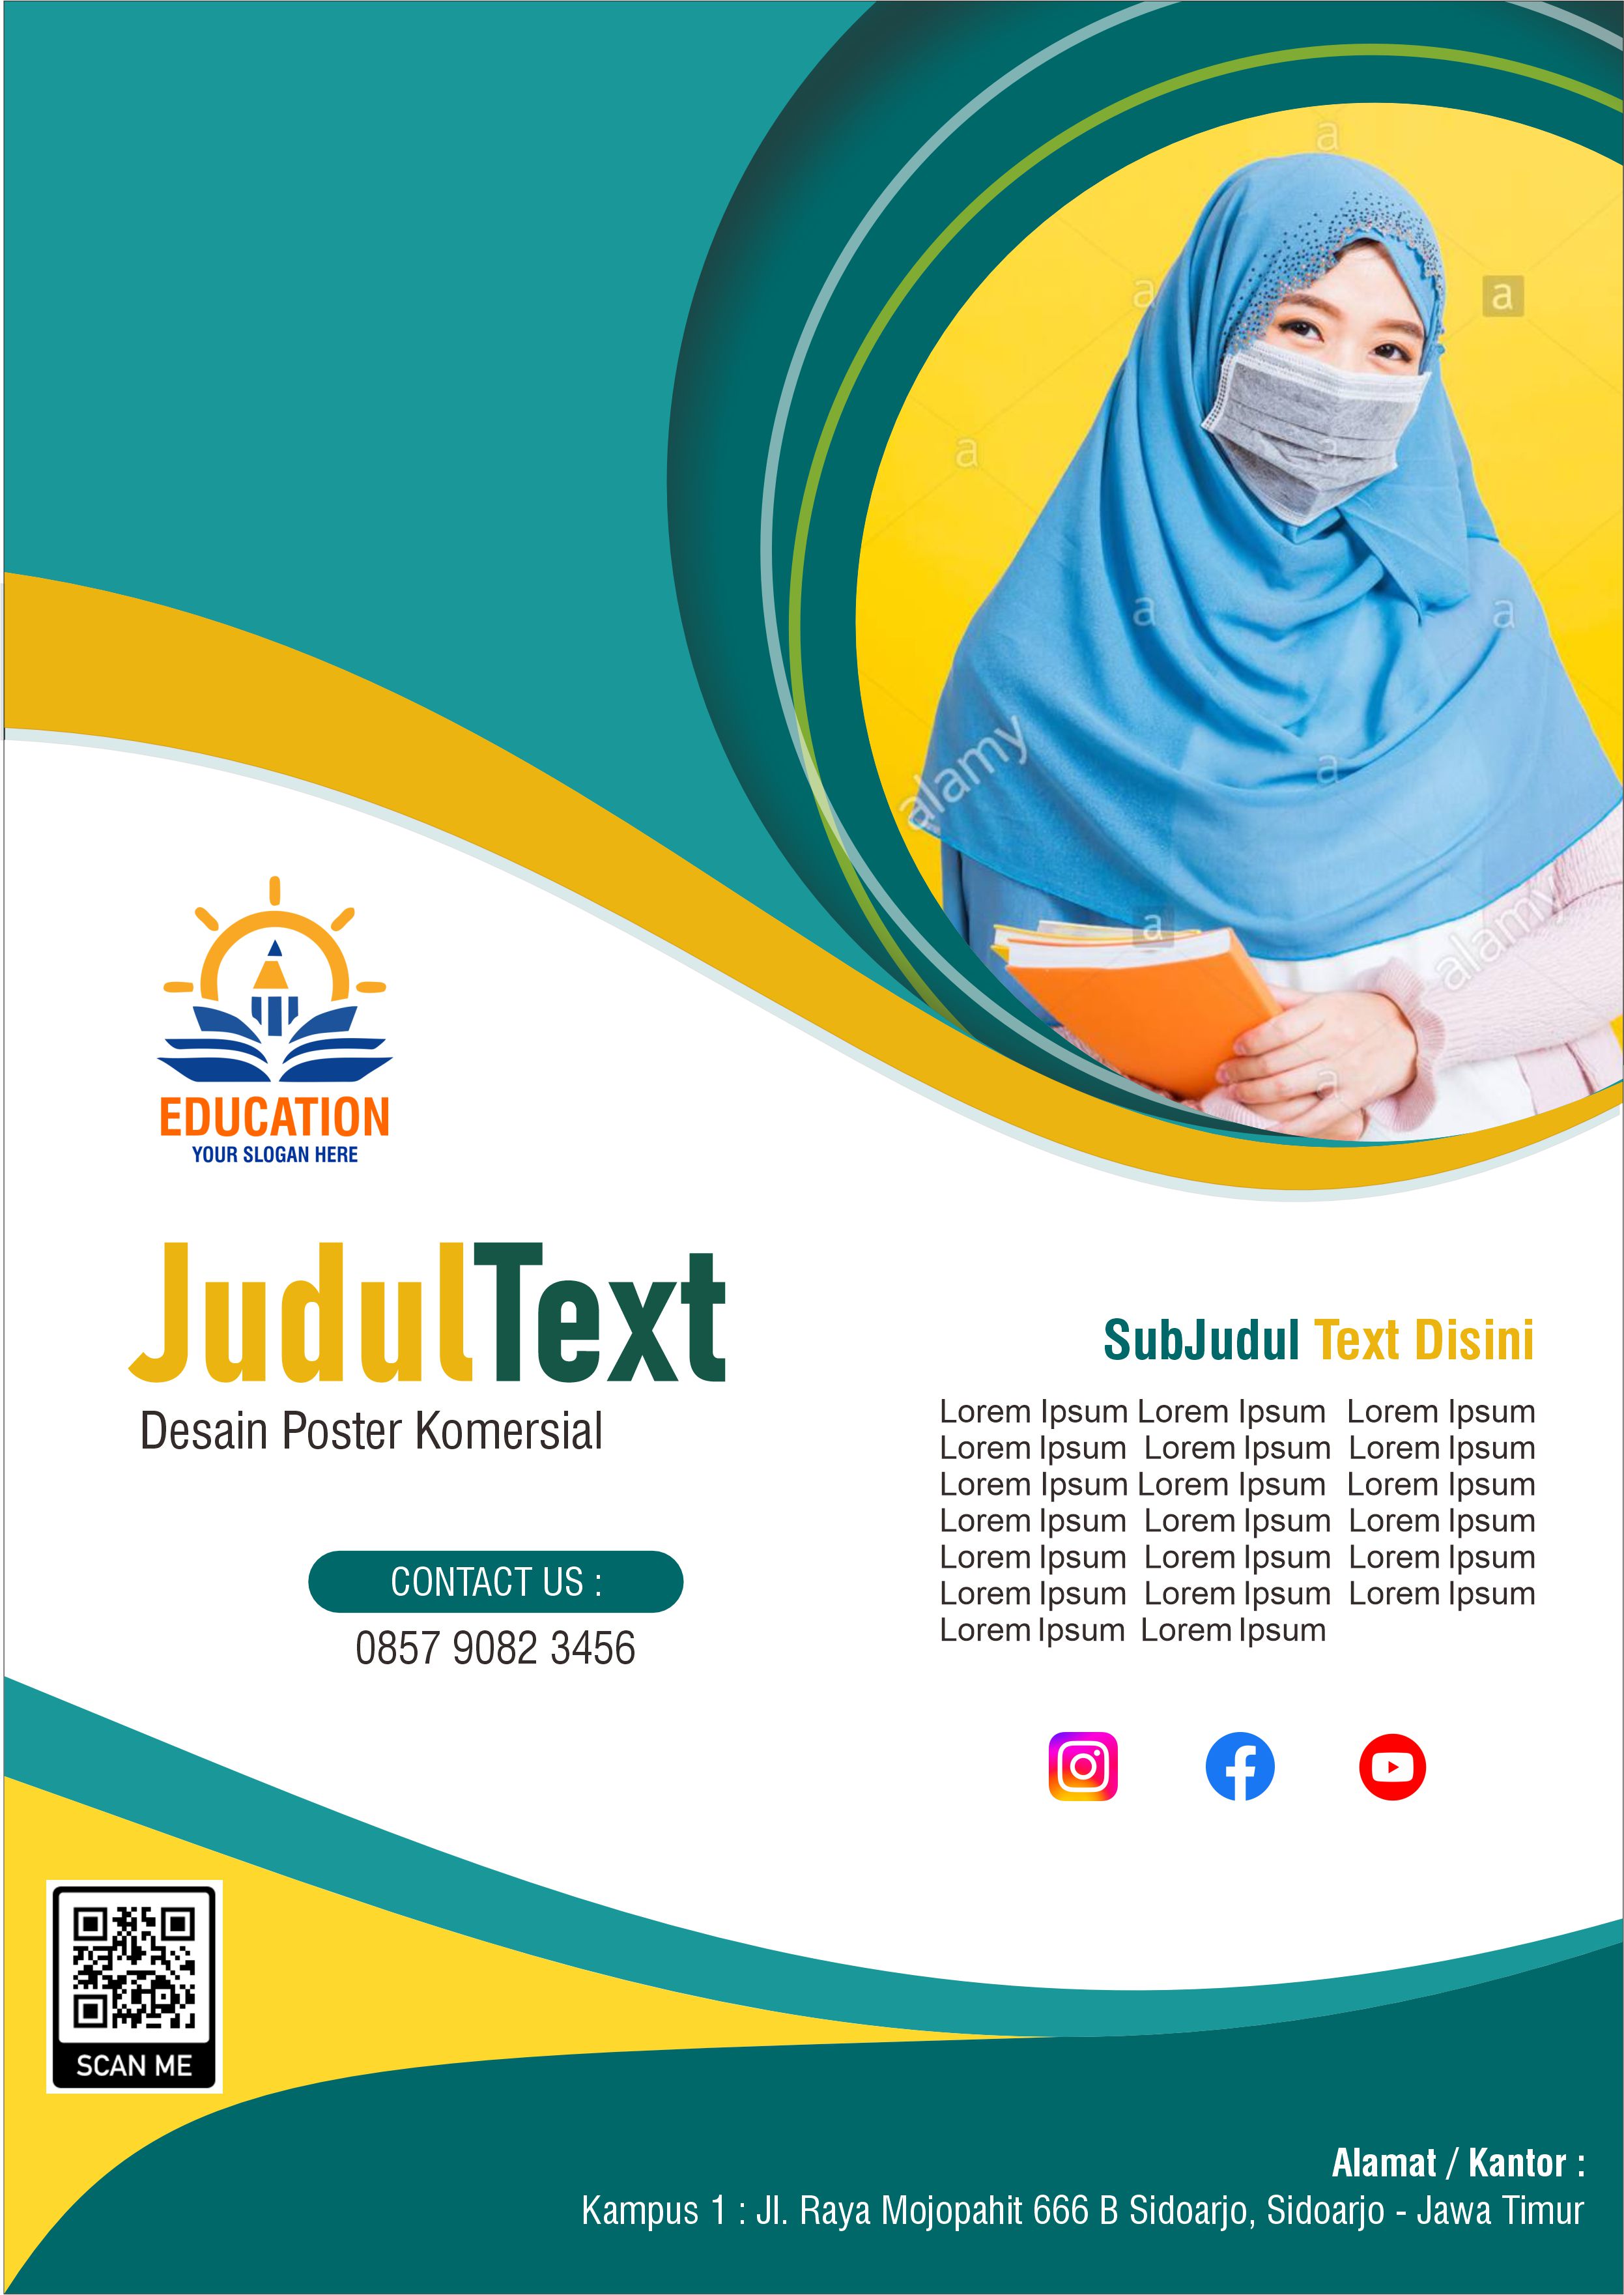 a
a
a
a
a
a
a
a
alamy
a
alamy
a
EDUCATION
YOUR SLOGAN HERE
JudulText
Desain Poster Komersial
CONTACT US :
0857 9082 3456
SubJudul Text Disini
Lorem Ipsum Lorem Ipsum Lorem Ipsum
Lorem Ipsum Lorem Ipsum Lorem Ipsum
Lorem Ipsum Lorem Ipsum Lorem Ipsum
Lorem Ipsum Lorem Ipsum Lorem Ipsum
Lorem Ipsum Lorem Ipsum Lorem Ipsum
Lorem Ipsum Lorem Ipsum Lorem Ipsum
Lorem Ipsum Lorem Ipsum
SCAN ME
Alamat / Kantor :
Kampus 1 : Jl. Raya Mojopahit 666 B Sidoarjo, Sidoarjo - Jawa Timur